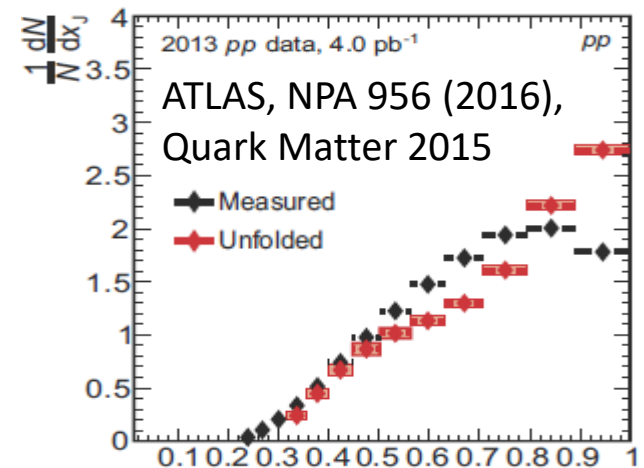 1/N dN/dx_J
2013 pp data, 4.0 pb⁻¹ pp
ATLAS, NPA 956 (2016),
Quark Matter 2015
Measured
Unfolded
4
3.5
3
2.5
2
1.5
1
0.5
0
0.1 0.2 0.3 0.4 0.5 0.6 0.7 0.8 0.9 1